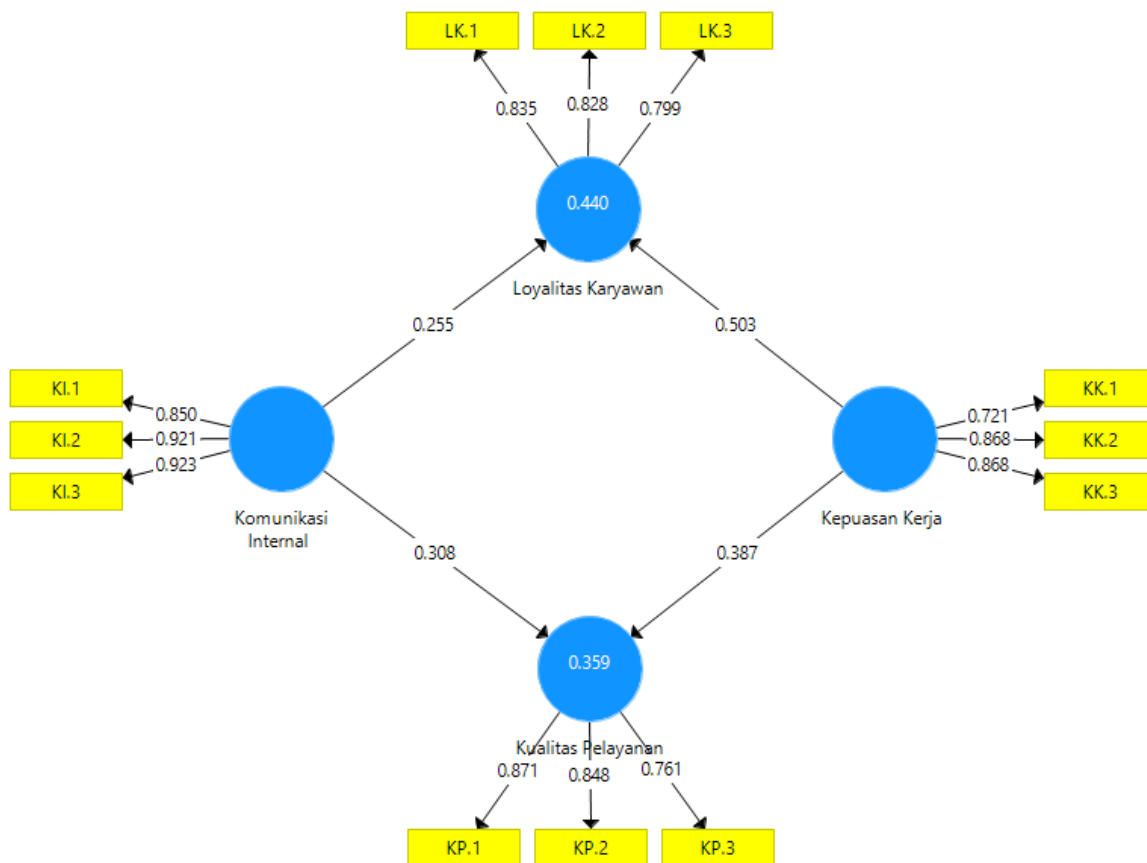 LK.1 LK.2 LK.3
0.835 0.828 0.799
0.440
Loyalitas Karyawan
0.255 0.503
KI.1
KI.2
KI.3
0.850
0.921
0.923
Komunikasi
Internal
0.721
0.868
0.868
KK.1
KK.2
KK.3
Kepuasan Kerja
0.308 0.387
0.359
Kualitas Pelayanan
0.871 0.848 0.761
KP.1 KP.2 KP.3